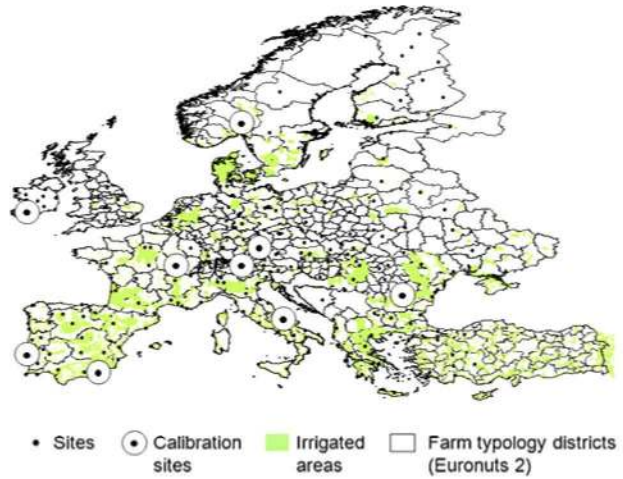 Sites
Calibration
sites
Irrigated
areas
Farm typology districts
(Euronuts 2)